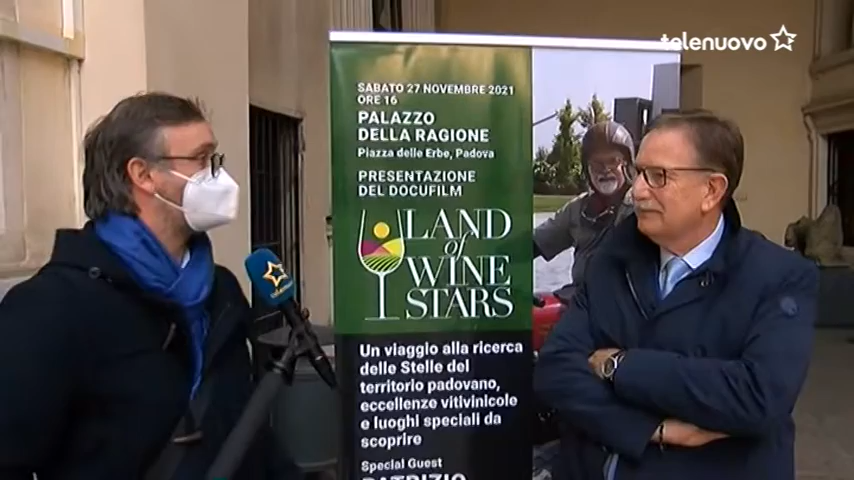 telenuovo
SABATO 27 NOVEMBRE 2021
ORE 16
PALAZZO
DELLA RAGIONE
Piazza delle Erbe, Padova
PRESENTAZIONE
DEL DOCUFILM
LAND
of
WINE
STARS
Un viaggio alla ricerca
delle Stelle del
territorio padovano,
eccellenze vitivinicole
e luoghi speciali da
scoprire
Special Guest
PATRIZIO
telenuovo